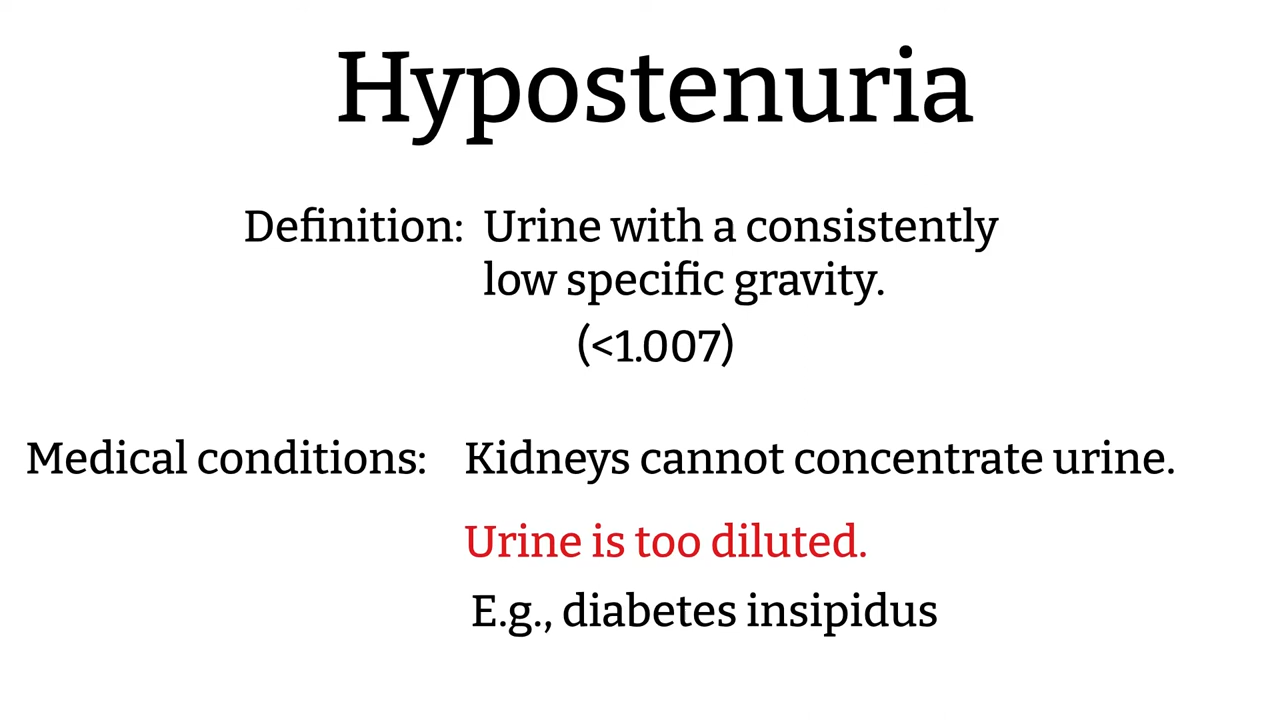 Hypostenuria
Definition: Urine with a consistently
low specific gravity.
(<1.007)
Medical conditions: Kidneys cannot concentrate urine.
Urine is too diluted.
E.g., diabetes insipidus